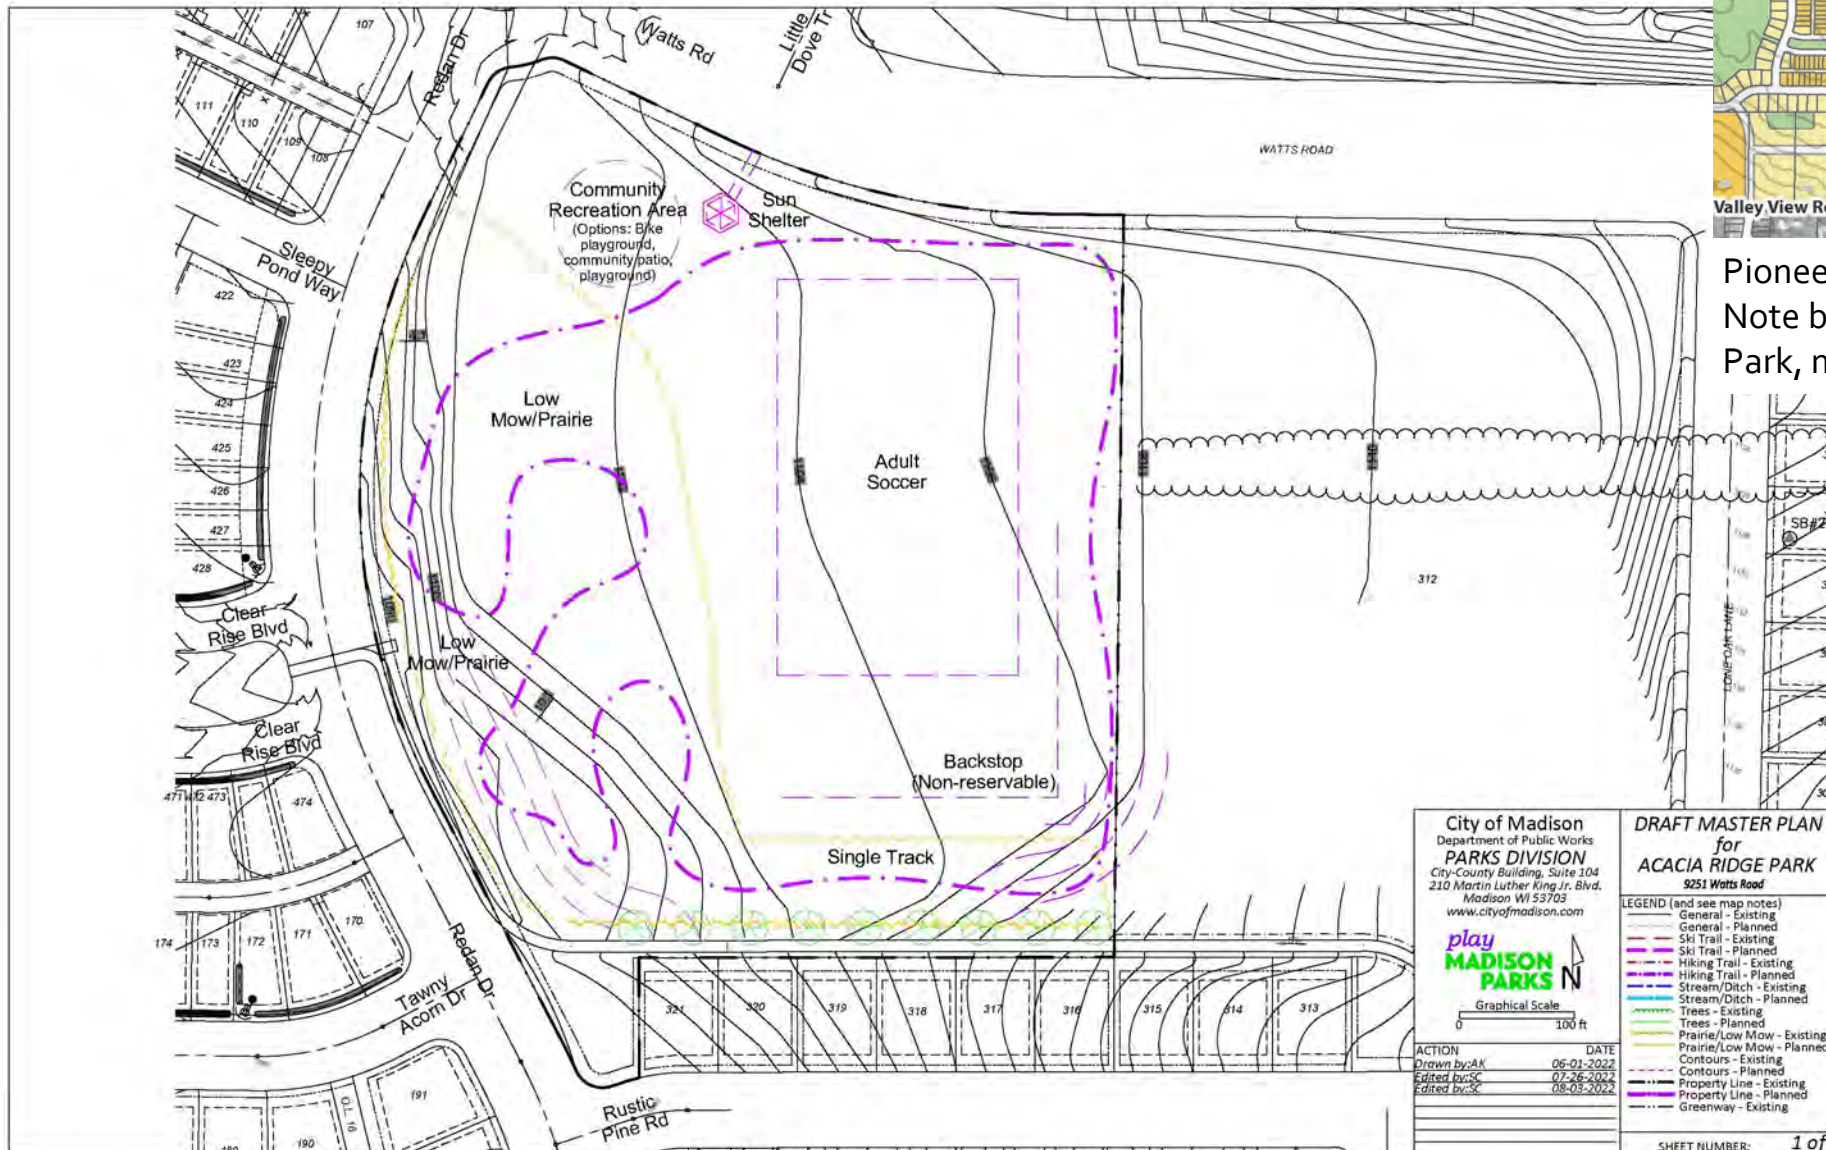 107
Redan Dr
Watts Rd
Little
Dove Tr
111
110
109
108
WATTS ROAD
Valley View R
Community
Recreation Area
(Options: Bike
playground,
community patio,
playground)
Sun
Shelter
Sleepy
Pond Way
Pionee
Note b
Park, n
422
423
424
425
426
427
428
Low
Mow/Prairie
Adult
Soccer
1110
SB#2
312
LONE OAK LANE
Clear
Rise Blvd
Low
Mow/Prairie
Clear
Rise Blvd
Backstop
(Non-reservable)
Single Track
471
472
473
474
170
171
172
173
174
Redan Dr
Tawny
Acorn Dr
321
320
319
318
317
316
315
314
313
191
190
O.L. 16
Rustic
Pine Rd
City of Madison
Department of Public Works
PARKS DIVISION
City-County Building, Suite 104
210 Martin Luther King Jr. Blvd.
Madison WI 53703
www.cityofmadison.com
play
MADISON
PARKS
N
Graphical Scale
0 100 ft
ACTION DATE
Drawn by:AK 06-01-2022
Edited by:SC 07-26-2022
Edited by:SC 08-03-2022
DRAFT MASTER PLAN
for
ACACIA RIDGE PARK
9251 Watts Road
LEGEND (and see map notes)
General - Existing
General - Planned
Ski Trail - Existing
Ski Trail - Planned
Hiking Trail - Existing
Hiking Trail - Planned
Stream/Ditch - Existing
Stream/Ditch - Planned
Trees - Existing
Trees - Planned
Prairie/Low Mow - Existing
Prairie/Low Mow - Planned
Contours - Existing
Contours - Planned
Property Line - Existing
Property Line - Planned
Greenway - Existing
SHEET NUMBER: 1 of